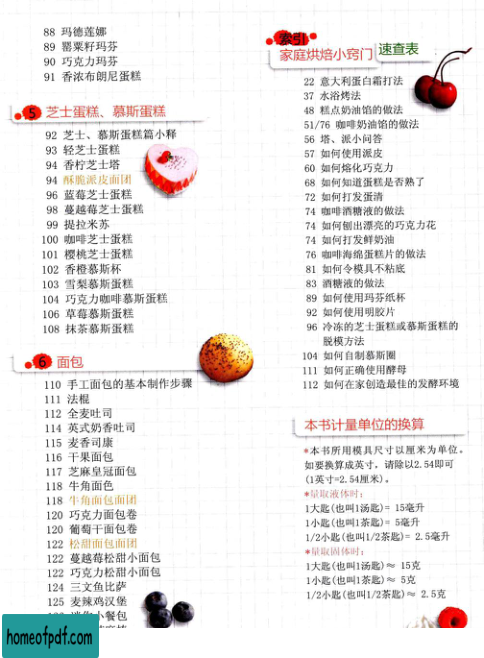 88 玛德莲娜
89 罂粟籽玛芬
90 巧克力玛芬
91 香浓布朗尼蛋糕
5 芝士蛋糕、慕斯蛋糕
92 芝士、慕斯蛋糕篇小释
93 轻芝士蛋糕
94 香柠芝士塔
94 酥脆派皮面团
96 蓝莓芝士蛋糕
98 蔓越莓芝士蛋糕
99 提拉米苏
100 咖啡芝士蛋糕
101 樱桃芝士蛋糕
102 香橙慕斯杯
103 雪梨慕斯蛋糕
104 巧克力咖啡慕斯蛋糕
106 草莓慕斯蛋糕
108 抹茶慕斯蛋糕
6 面包
110 手工面包的基本制作步骤
111 法棍
112 全麦吐司
114 英式奶香吐司
115 麦香司康
116 干果面包
117 芝麻皇冠面包
118 牛角面色
118 牛角面包面团
120 巧克力面包卷
120 葡萄干面包卷
122 松甜面包面团
122 蔓越莓松甜小面包
122 巧克力松甜小面包
124 三文鱼比萨
125 麦辣鸡汉堡
小餐包
索引
家庭烘焙小窍门 速查表
22 意大利蛋白霜打法
37 水浴烤法
48 糕点奶油馅的做法
51/76 咖啡奶油馅的做法
56 塔、派小问答
57 如何使用派皮
60 如何熔化巧克力
68 如何知道蛋糕是否熟了
72 如何打发蛋清
74 咖啡酒糖液的做法
74 如何刨出漂亮的巧克力花
74 如何打发鲜奶油
76 咖啡海绵蛋糕片的做法
81 如何令模具不粘底
83 酒糖液的做法
89 如何使用玛芬纸杯
92 如何使用明胶片
96 冷冻的芝士蛋糕或慕斯蛋糕的
脱模方法
104 如何自制慕斯圈
111 如何正确使用酵母
112 如何在家创造最佳的发酵环境
本书计量单位的换算
*本书所用模具尺寸以厘米为单位。
如要换算成英寸，请除以2.54即可
(1英寸=2.54厘米)。
*量取液体时：
1大匙(也叫1汤匙)= 15毫升
1小匙(也叫1茶匙)= 5毫升
1/2小匙(也叫1/2茶匙)= 2.5毫升
*量取固体时：
1大匙(也叫1汤匙)≈ 15克
1小匙(也叫1茶匙)≈ 5克
1/2小匙(也叫1/2茶匙)≈ 2.5克
homeofpdf.com